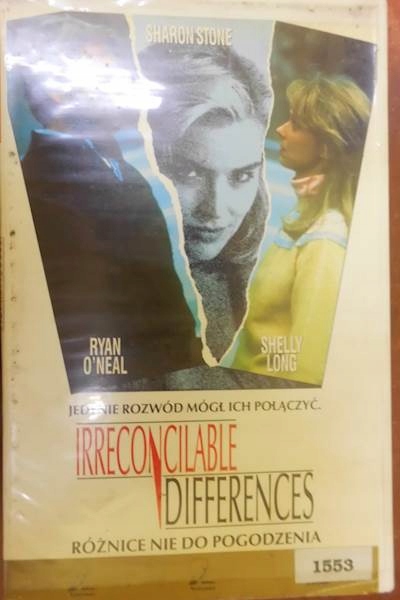 SHARON STONE
RYAN
O'NEAL
SHELLY
LONG
JEDYNIE ROZWÓD MÓGŁ ICH POŁĄCZYĆ.
IRRECONCILABLE
DIFFERENCES
RÓŻNICE NIE DO POGODZENIA
1553